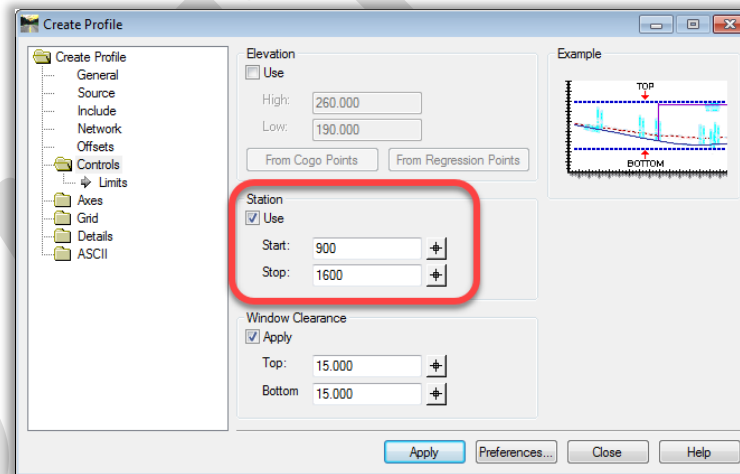 Create Profile
Create Profile
General
Source
Include
Network
Offsets
Controls
Limits
Axes
Grid
Details
ASCII
Elevation
Use
High: 260.000
Low: 190.000
From Cogo Points From Regression Points
Station
Use
Start: 900
Stop: 1600
Window Clearance
Apply
Top: 15.000
Bottom 15.000
Example
TOP
BOTTOM
Apply Preferences... Close Help